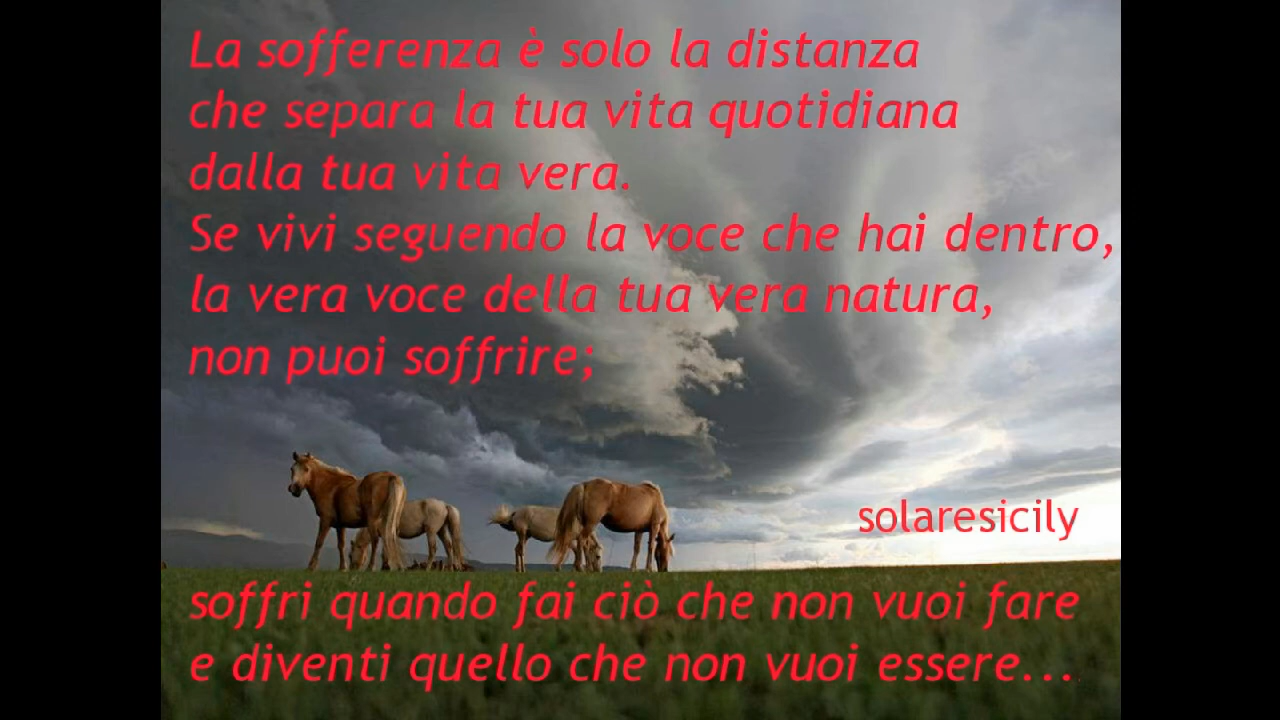 La sofferenza è solo la distanza
che separa la tua vita quotidiana
dalla tua vita vera.
Se vivi seguendo la voce che hai dentro,
la vera voce della tua vera natura,
non puoi soffrire;
solaresicily
soffri quando fai ciò che non vuoi fare
e diventi quello che non vuoi essere...